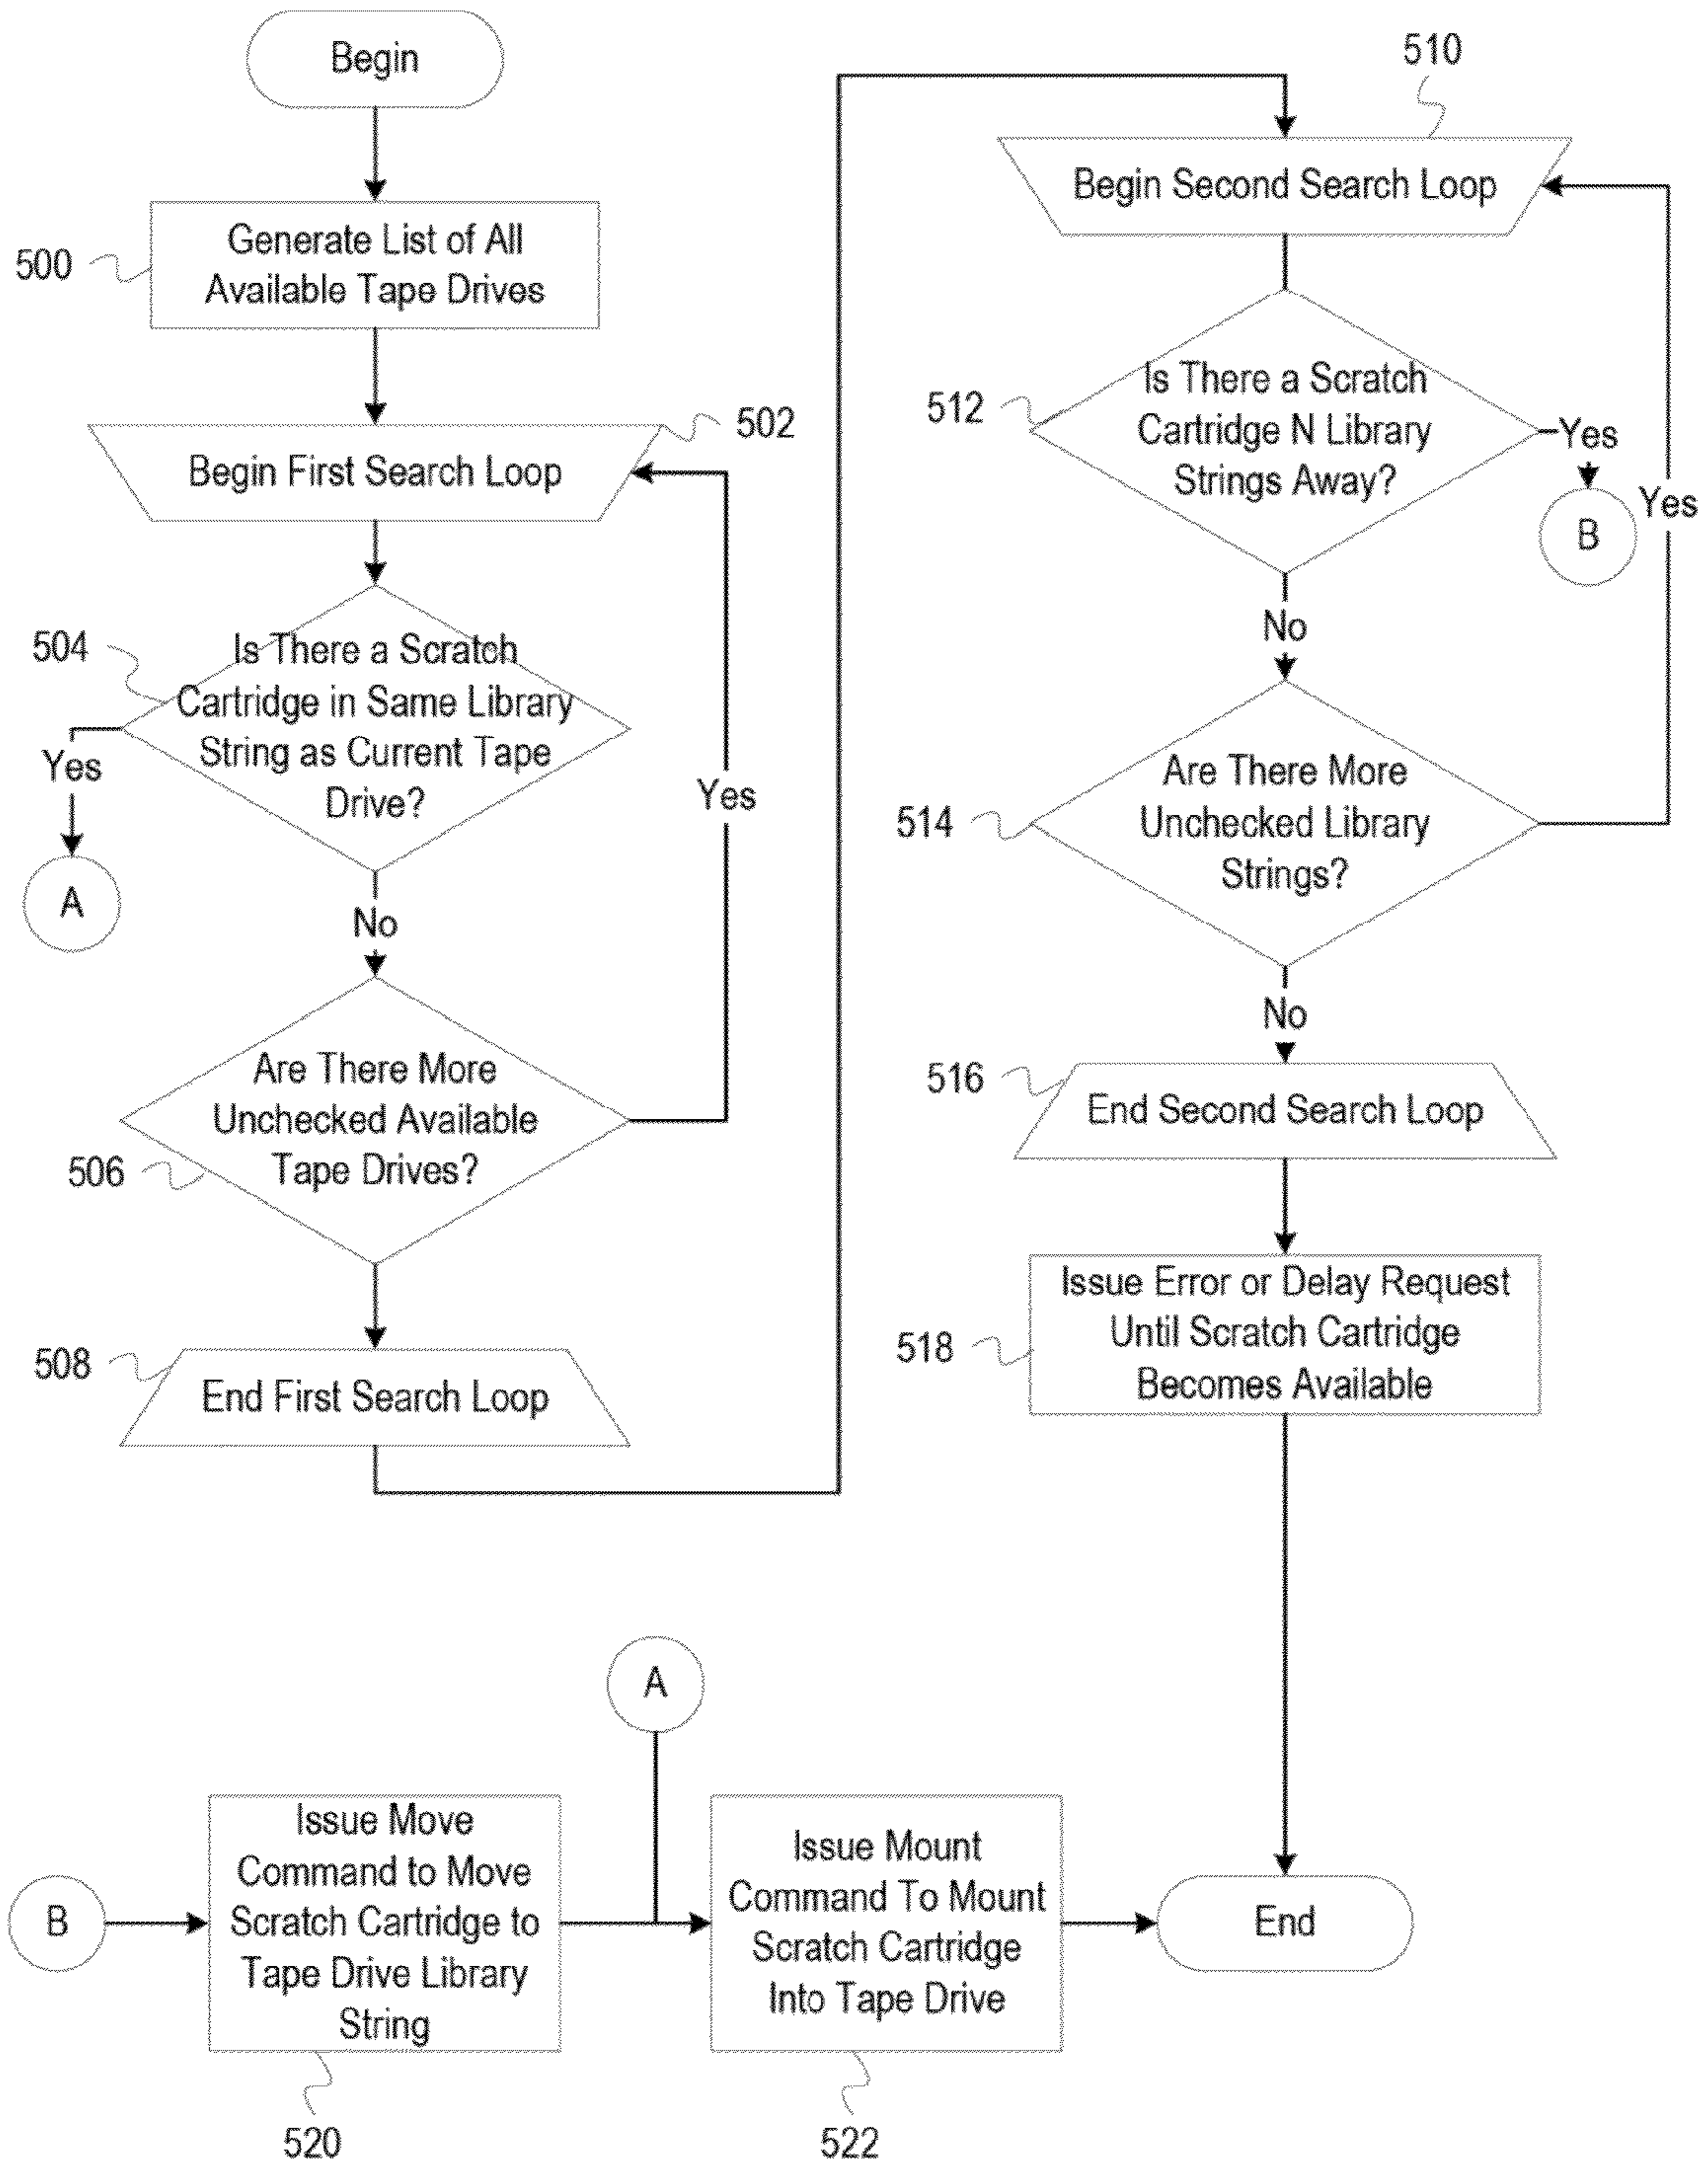 Begin
500
Generate List of All
Available Tape Drives
502
Begin First Search Loop
504
Is There a Scratch
Cartridge in Same Library
String as Current Tape
Drive?
Yes
A
No
Yes
506
Are There More
Unchecked Available
Tape Drives?
508
End First Search Loop
510
Begin Second Search Loop
512
Is There a Scratch
Cartridge N Library
Strings Away?
Yes
B
Yes
No
514
Are There More
Unchecked Library
Strings?
No
516
End Second Search Loop
518
Issue Error or Delay Request
Until Scratch Cartridge
Becomes Available
A
B
Issue Move
Command to Move
Scratch Cartridge to
Tape Drive Library
String
520
Issue Mount
Command To Mount
Scratch Cartridge
Into Tape Drive
522
End